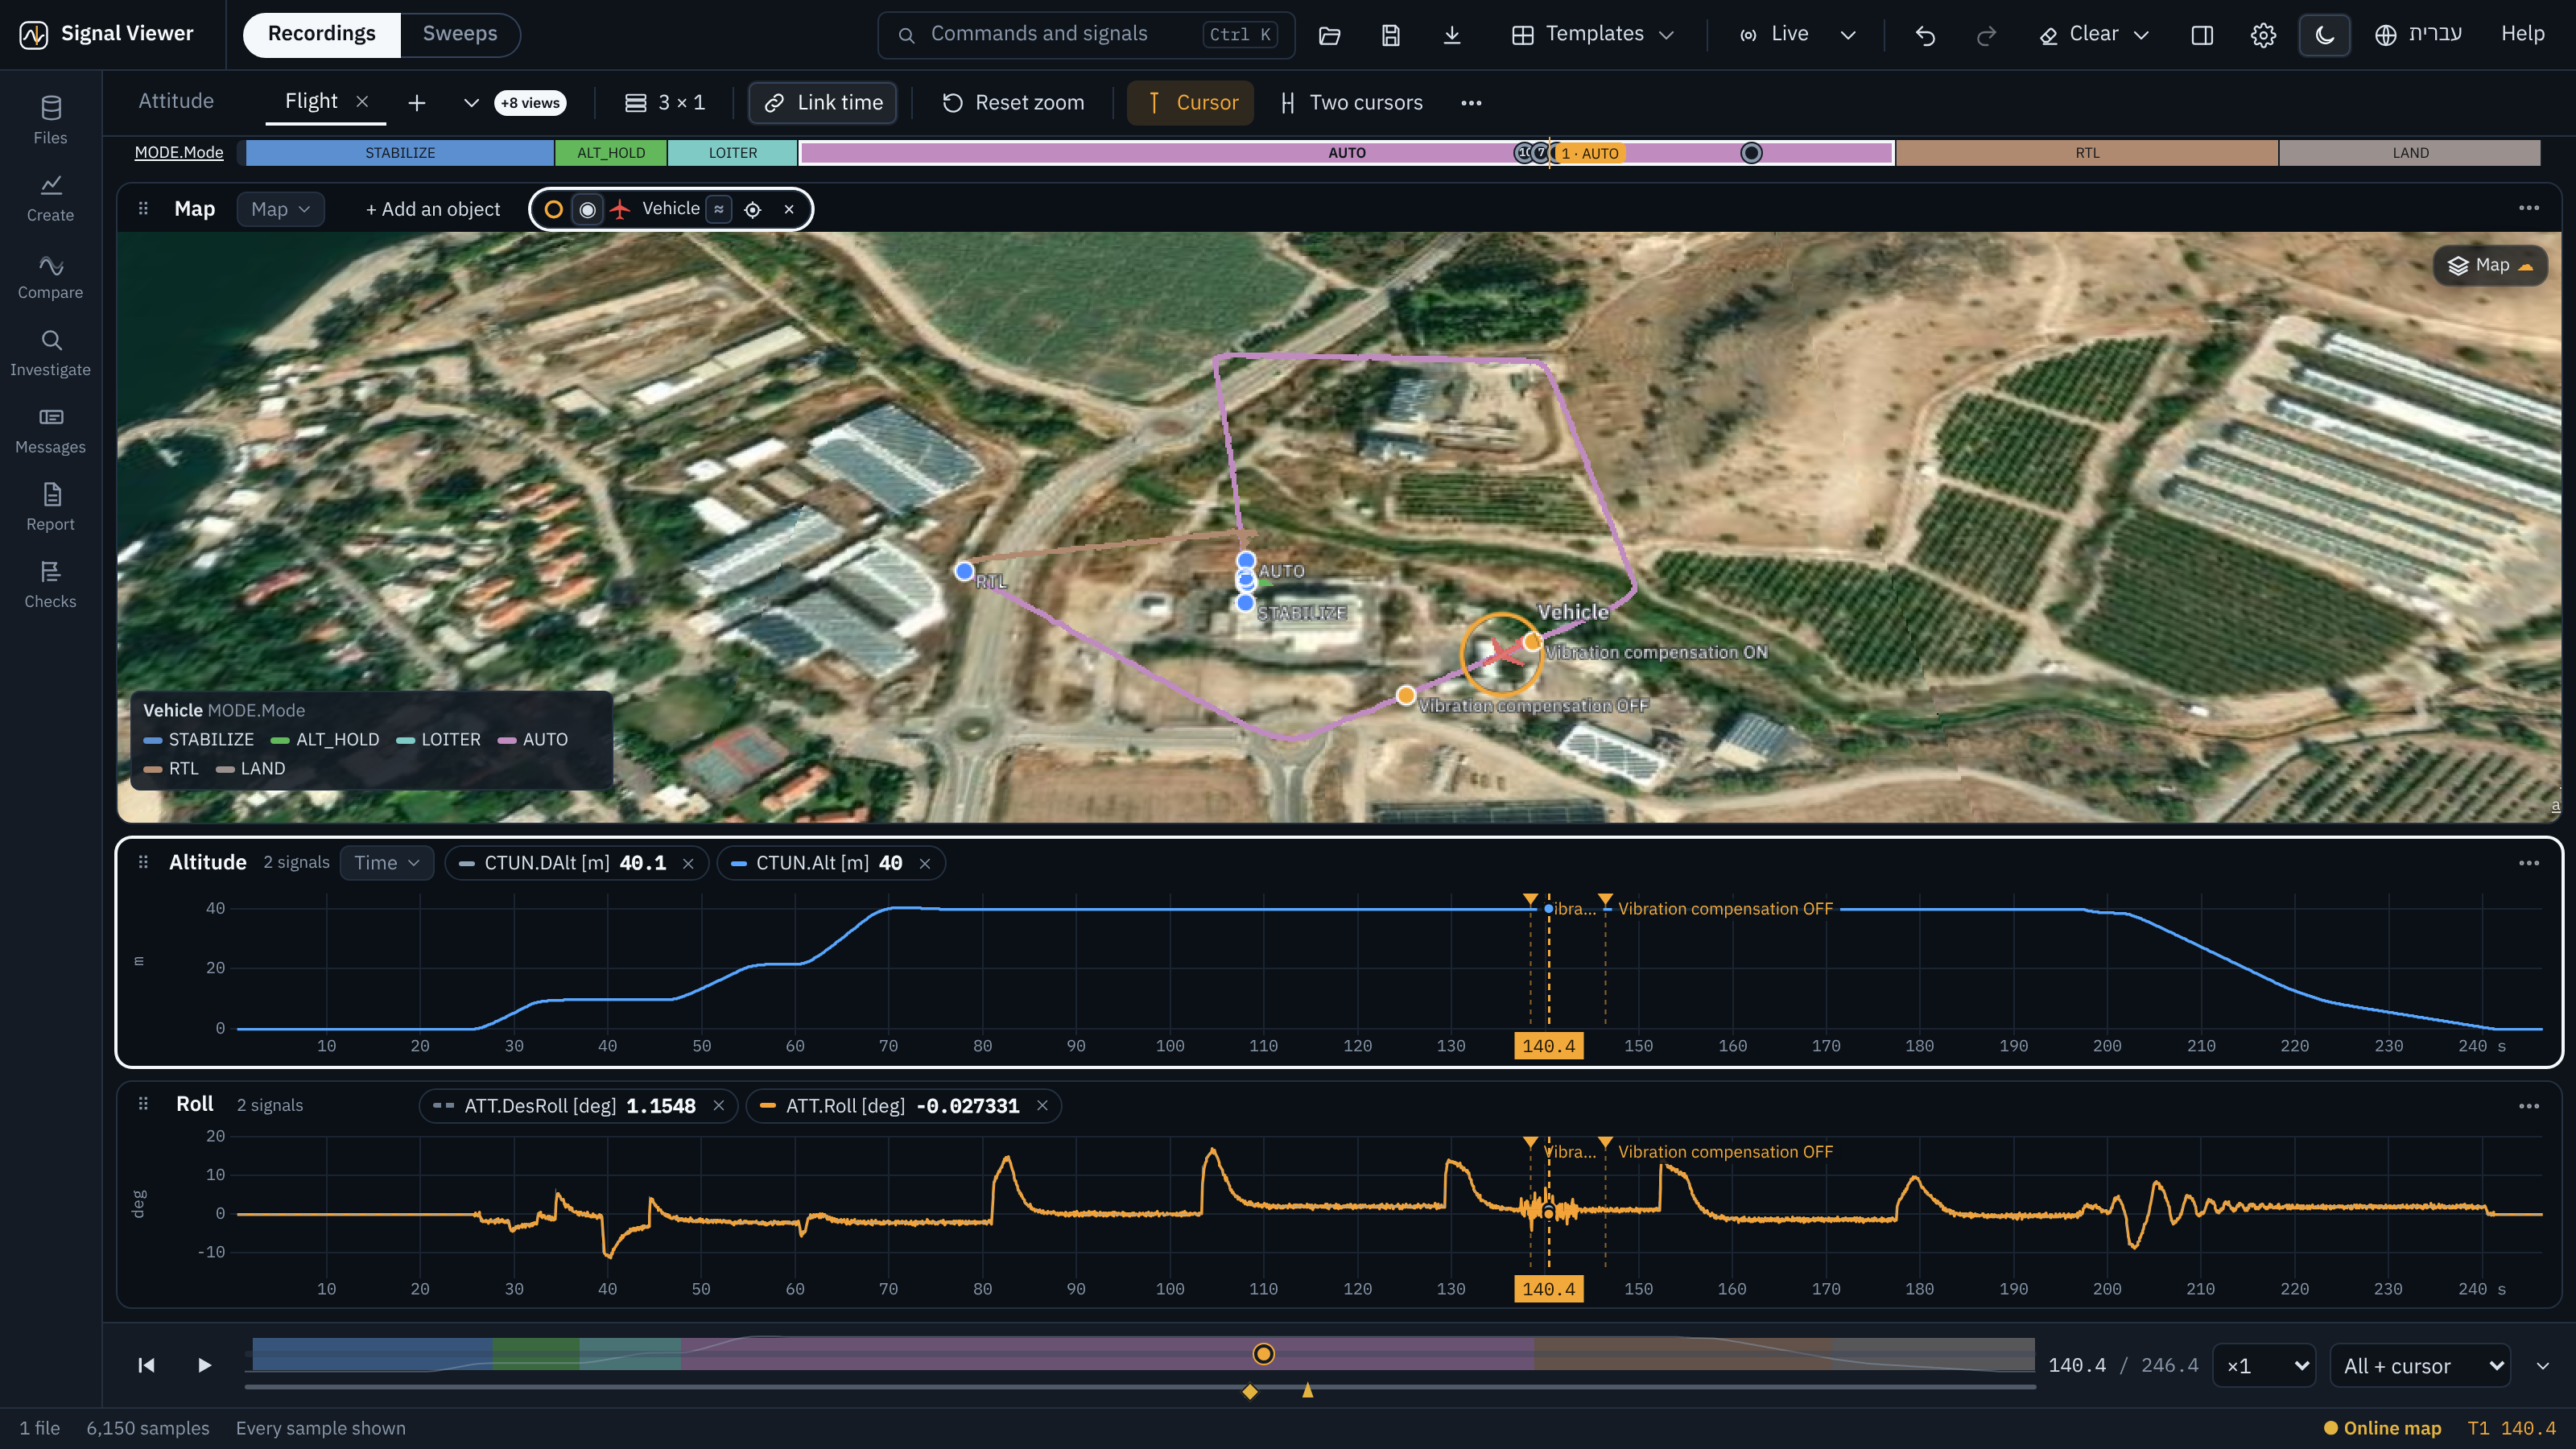 Signal Viewer Recordings Sweeps Commands and signals Ctrl K Templates Live Clear עברית Help
Attitude Flight +8 views 3 × 1 Link time Reset zoom Cursor Two cursors
MODE.Mode STABILIZE ALT_HOLD LOITER AUTO 7 1 · AUTO RTL LAND
Files
Create
Compare
Investigate
Messages
Report
Checks
Map Map + Add an object Vehicle
Map
RTL
AUTO
STABILIZE
Vehicle
Vibration compensation ON
Vibration compensation OFF
Vehicle MODE.Mode
STABILIZE ALT_HOLD LOITER AUTO
RTL LAND
Altitude 2 signals Time CTUN.DAlt [m] 40.1 CTUN.Alt [m] 40
ibra... Vibration compensation OFF
40
20
0
m
10 20 30 40 50 60 70 80 90 100 110 120 130 140.4 150 160 170 180 190 200 210 220 230 240 s
Roll 2 signals ATT.DesRoll [deg] 1.1548 ATT.Roll [deg] -0.027331
Vibra... Vibration compensation OFF
20
10
0
-10
deg
10 20 30 40 50 60 70 80 90 100 110 120 130 140.4 150 160 170 180 190 200 210 220 230 240 s
140.4 / 246.4 ×1 All + cursor
1 file 6,150 samples Every sample shown Online map T1 140.4